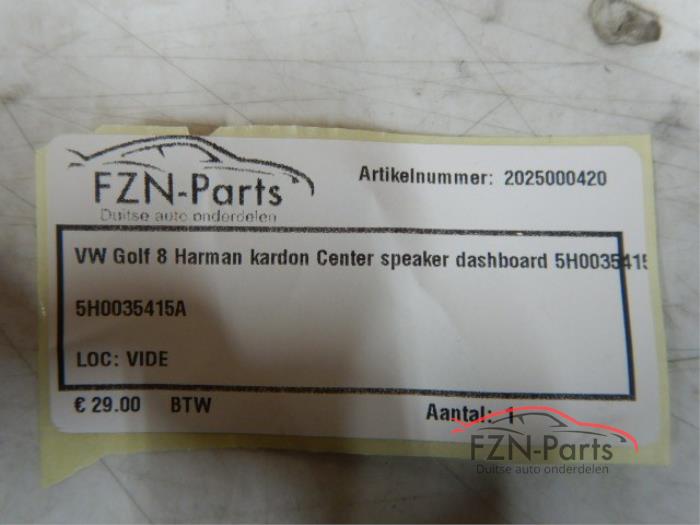 FZN-Parts
Duitse auto onderdelen
Artikelnummer: 2025000420
VW Golf 8 Harman kardon Center speaker dashboard 5H0035415
5H0035415A
LOC: VIDE
€ 29.00 BTW
Aantal: 1
FZN-Parts
Duitse auto onderdelen